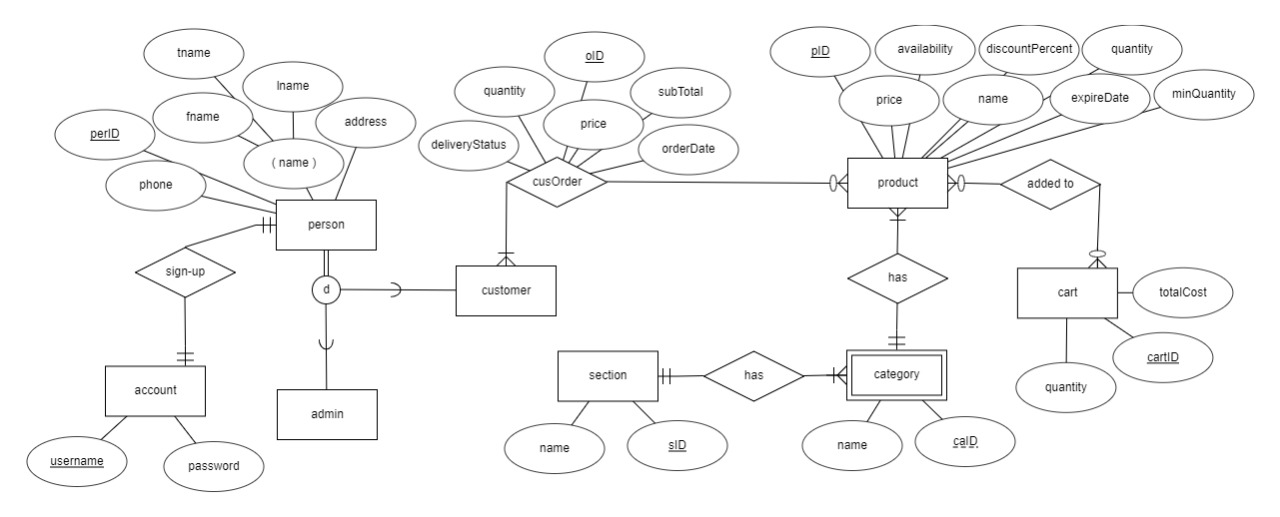 tname
lname
fname
address
perID
( name )
phone
person
sign-up
d
customer
account
admin
username
password
oID
quantity
subTotal
price
deliveryStatus
orderDate
cusOrder
pID
availability
discountPercent
quantity
price
name
expireDate
minQuantity
product
added to
has
cart
totalCost
cartID
quantity
section
has
category
name
sID
name
caID